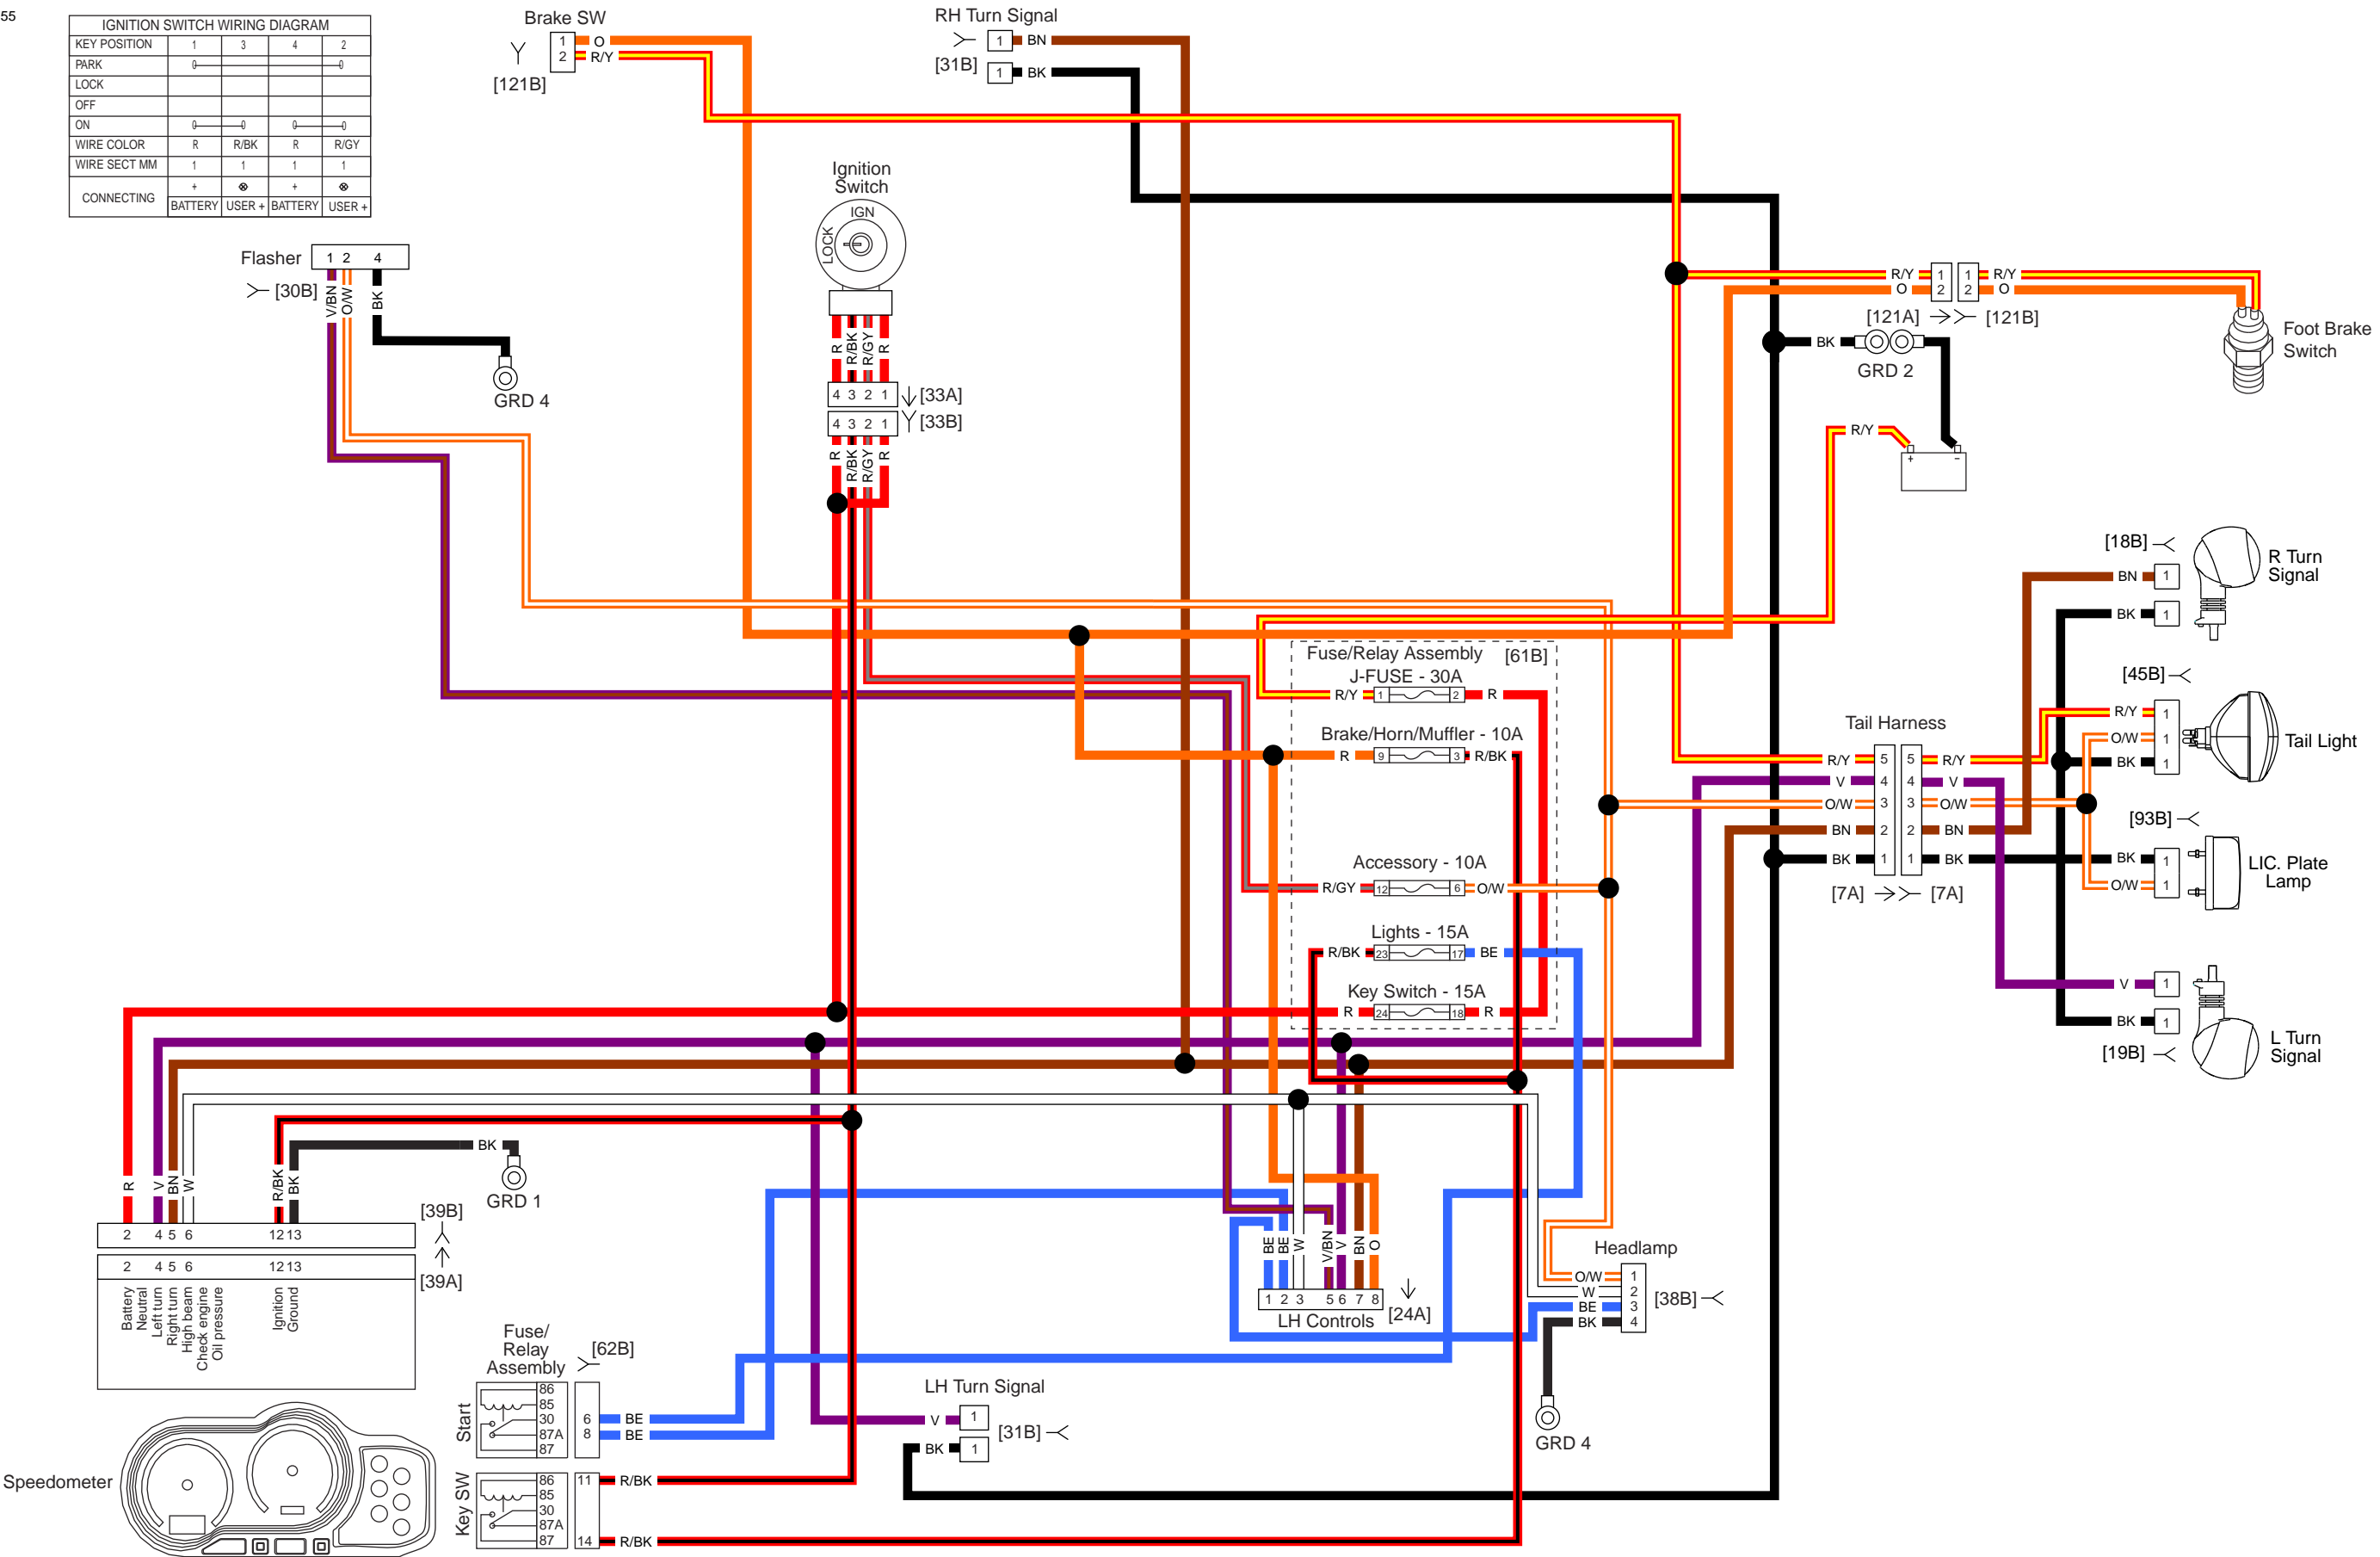 55
IGNITION SWITCH WIRING DIAGRAM
KEY POSITION 1 3 4 2
PARK 0 0
LOCK
OFF
ON 0 0 0 0
WIRE COLOR R R/BK R R/GY
WIRE SECT MM 1 1 1 1
CONNECTING + ⊗ + ⊗
BATTERY USER + BATTERY USER +
Brake SW
1 O
2 R/Y
[121B]
RH Turn Signal
1 BN
[31B]
1 BK
Ignition
Switch
IGN
LOCK
R R/BK R/GY R
4 3 2 1 [33A]
4 3 2 1 [33B]
R R/BK R/GY R
Flasher 1 2 4
[30B]
V/BN O/W BK
GRD 4
R/Y 1 1 R/Y
O 2 2 O
[121A] [121B]
Foot Brake
Switch
BK
GRD 2
R/Y
+ −
[18B]
R Turn
Signal
BN 1
BK 1
[45B]
Tail Light
R/Y 1
O/W 1
BK 1
[93B]
LIC. Plate
Lamp
BK 1
O/W 1
V 1
BK 1
[19B]
L Turn
Signal
Tail Harness
R/Y 5 5 R/Y
V 4 4 V
O/W 3 3 O/W
BN 2 2 BN
BK 1 1 BK
[7A] [7A]
Fuse/Relay Assembly [61B]
J-FUSE - 30A
R/Y 1 2 R
Brake/Horn/Muffler - 10A
R 9 3 R/BK
Accessory - 10A
R/GY 12 6 O/W
Lights - 15A
R/BK 23 17 BE
Key Switch - 15A
R 24 18 R
BK
GRD 1
R V BN W R/BK BK
2 4 5 6 12 13
[39B]
2 4 5 6 12 13
[39A]
Battery
Neutral
Left turn
Right turn
High beam
Check engine
Oil pressure
Ignition
Ground
Speedometer
Fuse/
Relay
Assembly
[62B]
Start
86
85
30
87A
87
6 BE
8 BE
Key SW
86
85
30
87A
87
11 R/BK
14 R/BK
LH Turn Signal
V 1
BK 1
[31B]
BE BE W V/BN V BN O
1 2 3 5 6 7 8
LH Controls [24A]
Headlamp
O/W 1
W 2
BE 3
BK 4
[38B]
GRD 4